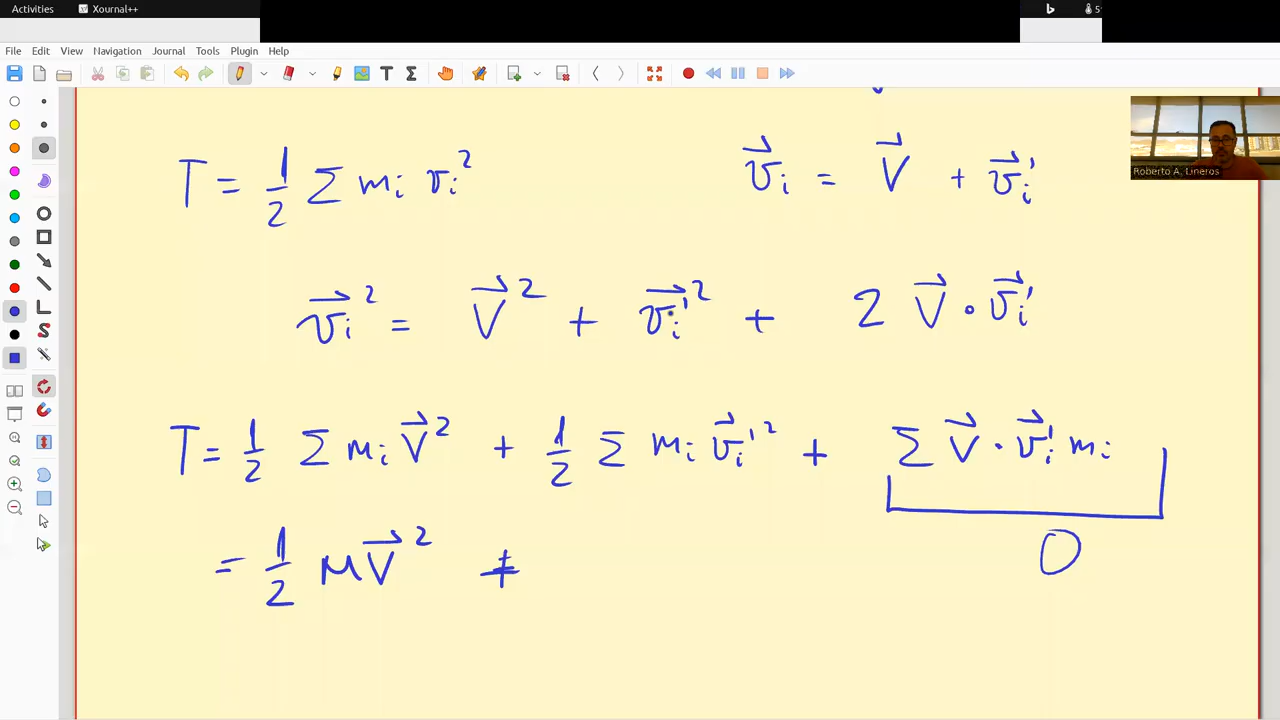 Activities Xournal++ 5
File Edit View Navigation Journal Tools Plugin Help
Roberto A. Lineros
T = 1/2 Σ mᵢ vᵢ²    v⃗ᵢ = V⃗ + v⃗ᵢ'
v⃗ᵢ² = V⃗² + v⃗ᵢ'² + 2 V⃗ · v⃗ᵢ'
T = 1/2 Σ mᵢ V⃗² + 1/2 Σ mᵢ v⃗ᵢ'² + Σ V⃗ · v⃗ᵢ' mᵢ
= 1/2 M V⃗² +    0